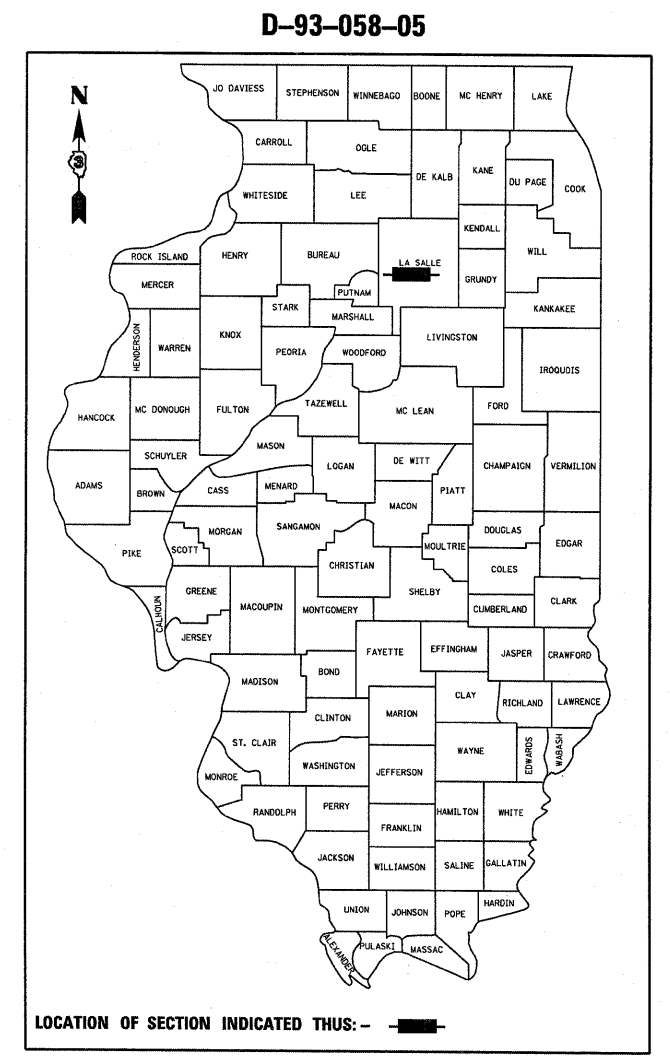 D–93–058–05
N
JO DAVIESS
STEPHENSON
WINNEBAGO
BOONE
MC HENRY
LAKE
CARROLL
OGLE
DE KALB
KANE
DU PAGE
COOK
WHITESIDE
LEE
KENDALL
WILL
ROCK ISLAND
HENRY
BUREAU
LA SALLE
GRUNDY
MERCER
PUTNAM
STARK
MARSHALL
KANKAKEE
HENDERSON
WARREN
KNOX
PEORIA
WOODFORD
LIVINGSTON
IROQUOIS
HANCOCK
MC DONOUGH
FULTON
TAZEWELL
MC LEAN
FORD
SCHUYLER
MASON
LOGAN
DE WITT
CHAMPAIGN
VERMILION
ADAMS
BROWN
CASS
MENARD
PIATT
MACON
PIKE
SCOTT
MORGAN
SANGAMON
CHRISTIAN
MOULTRIE
DOUGLAS
EDGAR
COLES
CALHOUN
GREENE
MACOUPIN
MONTGOMERY
SHELBY
CUMBERLAND
CLARK
JERSEY
FAYETTE
EFFINGHAM
JASPER
CRAWFORD
MADISON
BOND
CLAY
RICHLAND
LAWRENCE
CLINTON
MARION
ST. CLAIR
WAYNE
EDWARDS
WABASH
MONROE
WASHINGTON
JEFFERSON
RANDOLPH
PERRY
HAMILTON
WHITE
FRANKLIN
JACKSON
WILLIAMSON
SALINE
GALLATIN
UNION
JOHNSON
POPE
HARDIN
ALEXANDER
PULASKI
MASSAC
LOCATION OF SECTION INDICATED THUS: –